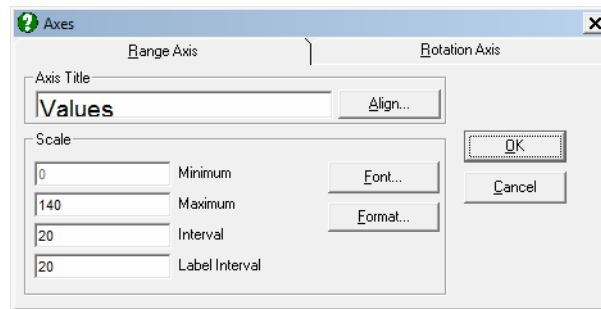 Axes
Range Axis
Rotation Axis
Axis Title
Values
Align...
Scale
0
Minimum
Font...
140
Maximum
Format...
20
Interval
20
Label Interval
OK
Cancel